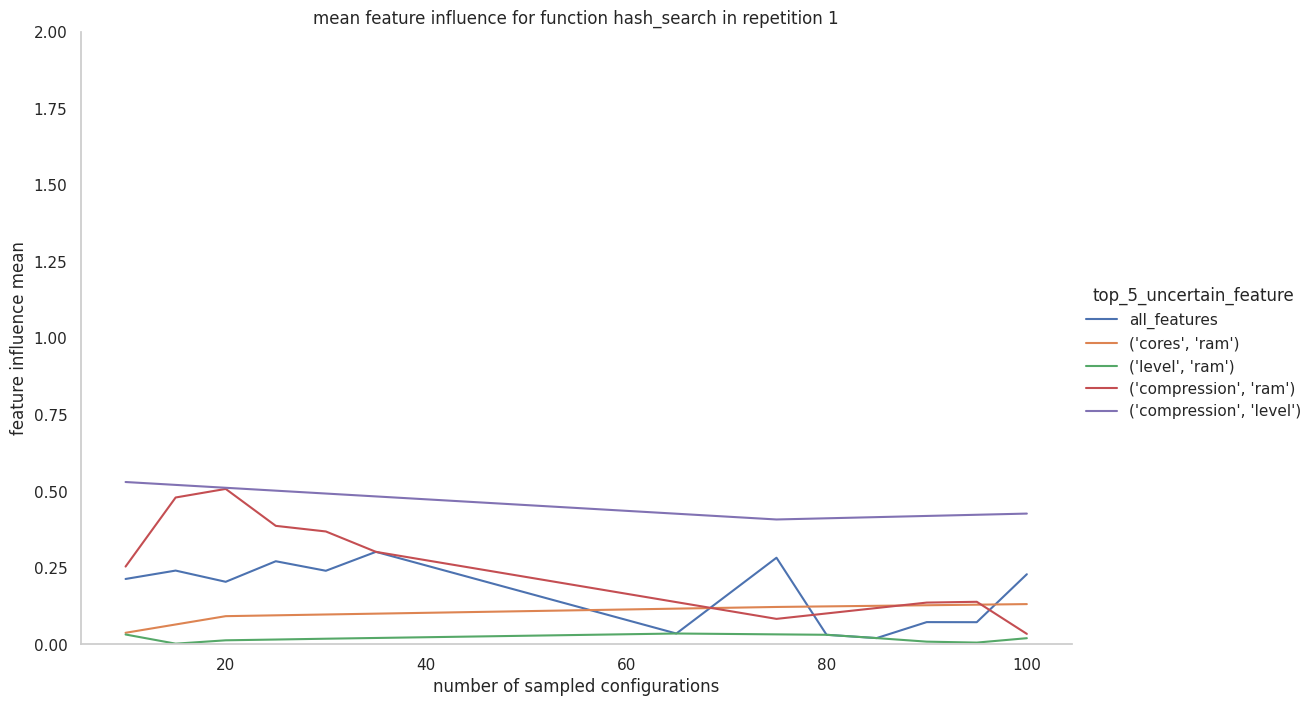 mean feature influence for function hash_search in repetition 1
2.00
1.75
1.50
1.25
1.00
0.75
0.50
0.25
0.00
feature influence mean
20 40 60 80 100
number of sampled configurations
top_5_uncertain_feature
all_features
('cores', 'ram')
('level', 'ram')
('compression', 'ram')
('compression', 'level')